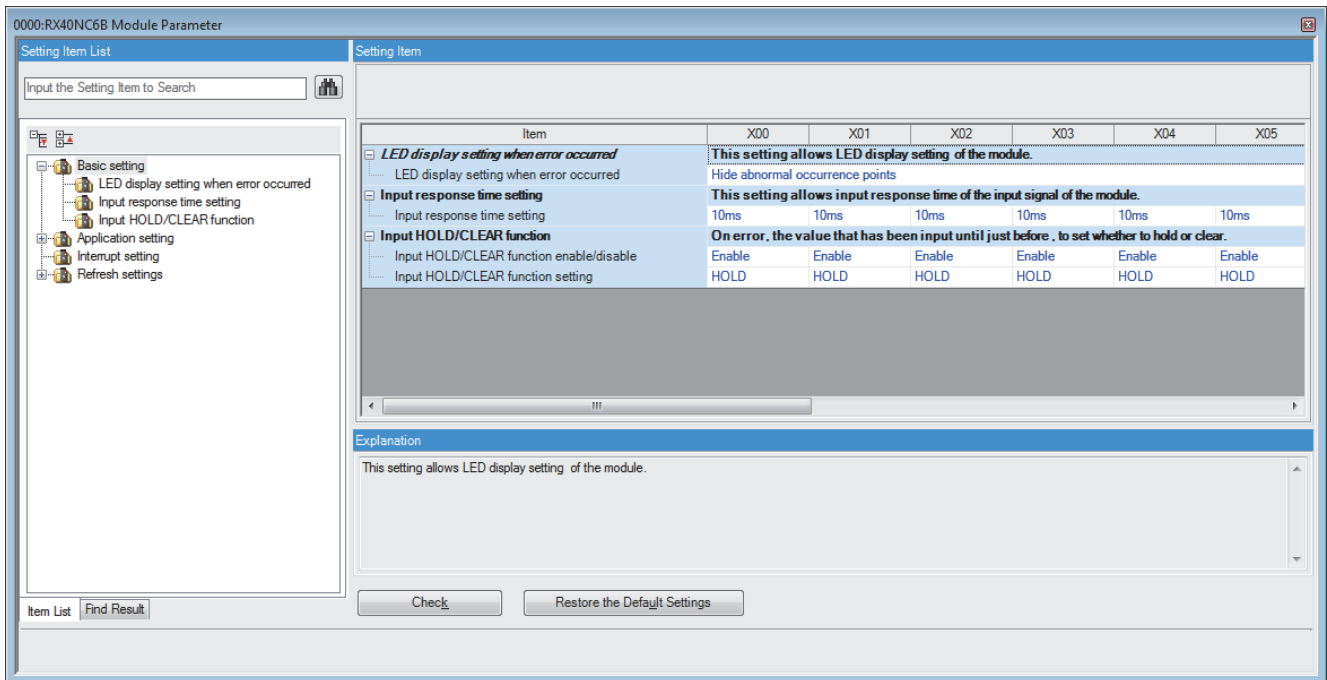 0000:RX40NC6B Module Parameter
Setting Item List
Input the Setting Item to Search
Basic setting
LED display setting when error occurred
Input response time setting
Input HOLD/CLEAR function
Application setting
Interrupt setting
Refresh settings
Item List Find Result
Setting Item
Item X00 X01 X02 X03 X04 X05
LED display setting when error occurred This setting allows LED display setting of the module.
LED display setting when error occurred Hide abnormal occurrence points
Input response time setting This setting allows input response time of the input signal of the module.
Input response time setting 10ms 10ms 10ms 10ms 10ms 10ms
Input HOLD/CLEAR function On error, the value that has been input until just before , to set whether to hold or clear.
Input HOLD/CLEAR function enable/disable Enable Enable Enable Enable Enable Enable
Input HOLD/CLEAR function setting HOLD HOLD HOLD HOLD HOLD HOLD
Explanation
This setting allows LED display setting of the module.
Check Restore the Default Settings